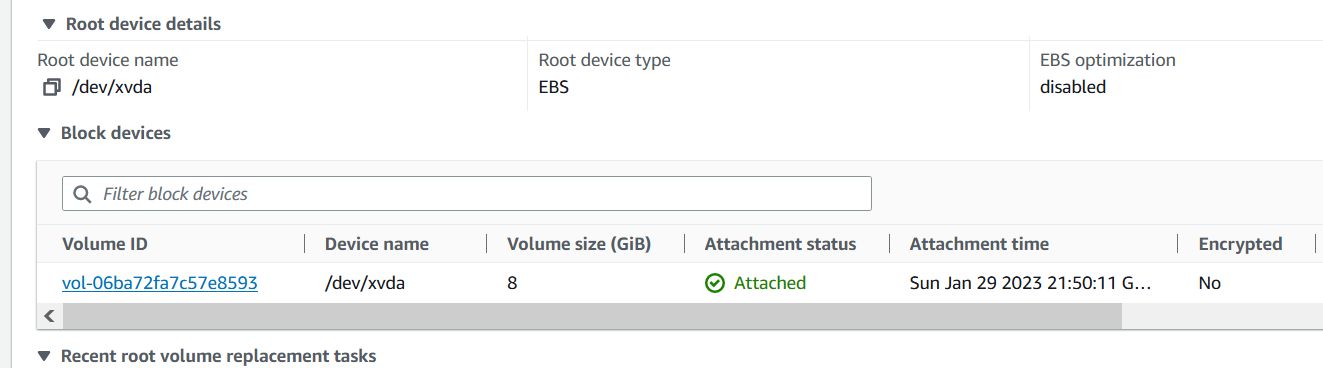 Root device details
Root device name Root device type EBS optimization
/dev/xvda EBS disabled
Block devices
Filter block devices
Volume ID Device name Volume size (GiB) Attachment status Attachment time Encrypted
vol-06ba72fa7c57e8593 /dev/xvda 8 Attached Sun Jan 29 2023 21:50:11 G... No
Recent root volume replacement tasks